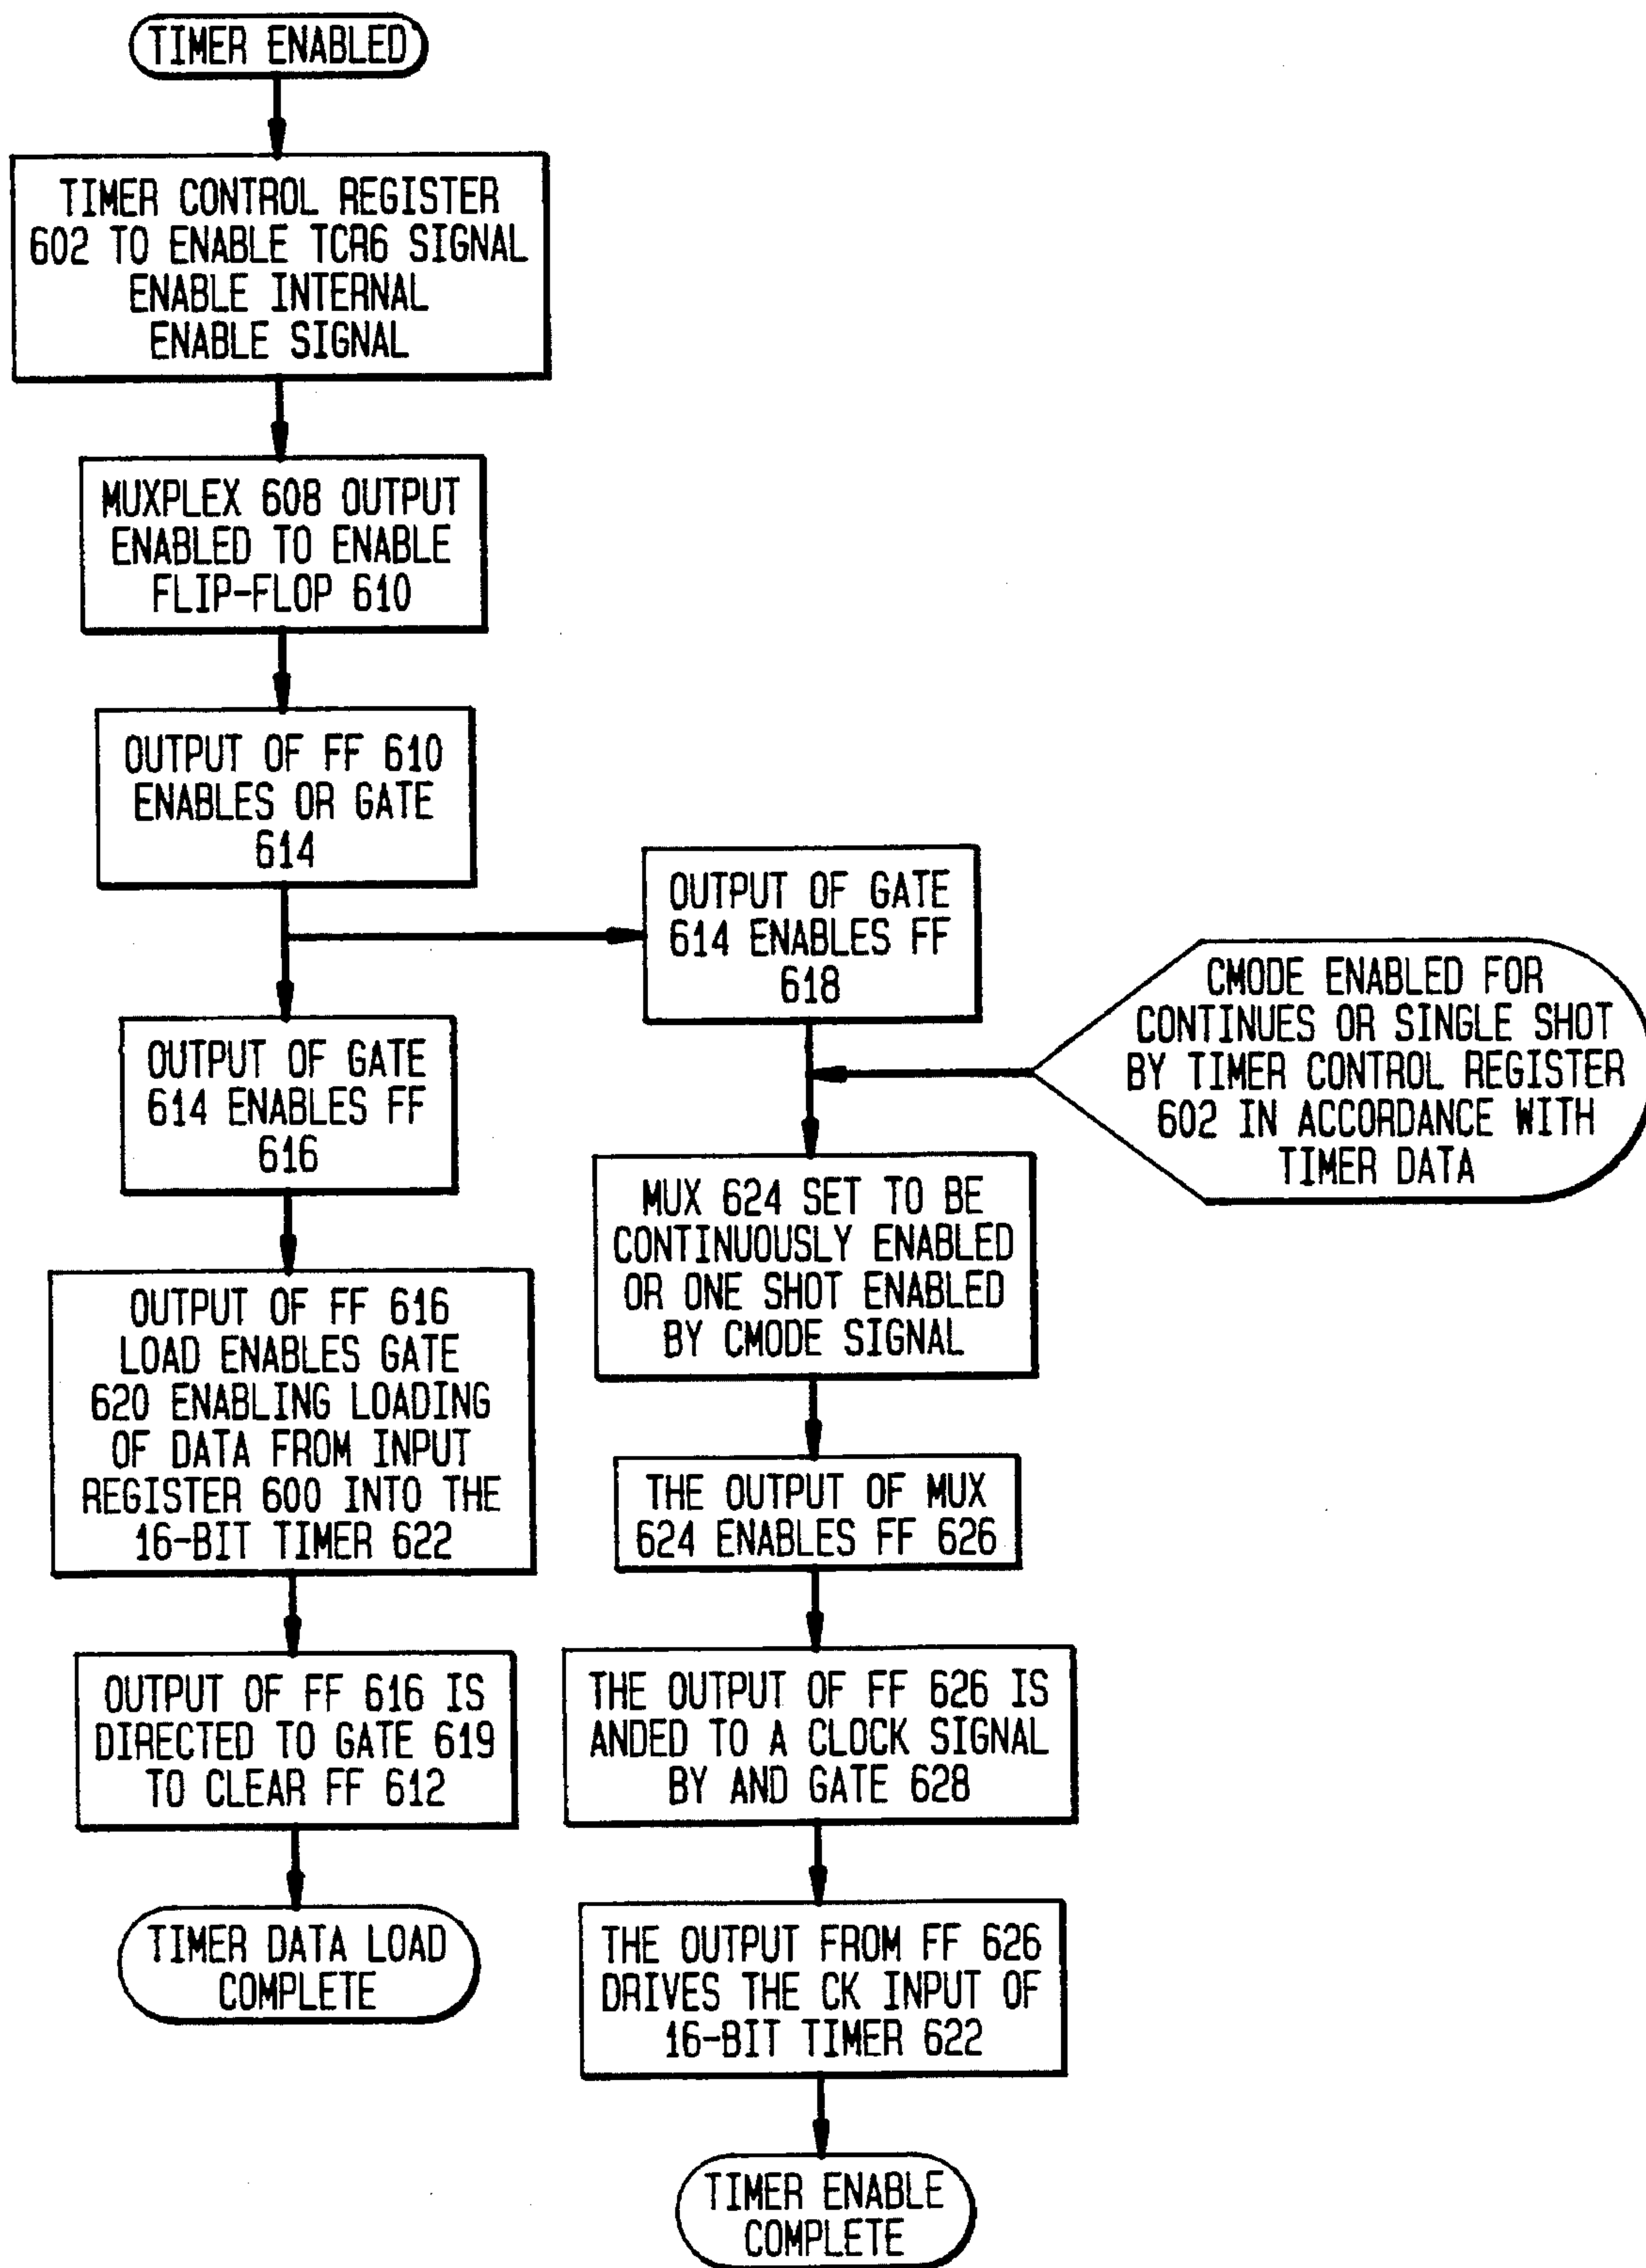 TIMER ENABLED
TIMER CONTROL REGISTER
602 TO ENABLE TCR6 SIGNAL
ENABLE INTERNAL
ENABLE SIGNAL
MUXPLEX 608 OUTPUT
ENABLED TO ENABLE
FLIP-FLOP 610
OUTPUT OF FF 610
ENABLES OR GATE
614
OUTPUT OF GATE
614 ENABLES FF
616
OUTPUT OF FF 616
LOAD ENABLES GATE
620 ENABLING LOADING
OF DATA FROM INPUT
REGISTER 600 INTO THE
16-BIT TIMER 622
OUTPUT OF FF 616 IS
DIRECTED TO GATE 619
TO CLEAR FF 612
TIMER DATA LOAD
COMPLETE
OUTPUT OF GATE
614 ENABLES FF
618
CMODE ENABLED FOR
CONTINUES OR SINGLE SHOT
BY TIMER CONTROL REGISTER
602 IN ACCORDANCE WITH
TIMER DATA
MUX 624 SET TO BE
CONTINUOUSLY ENABLED
OR ONE SHOT ENABLED
BY CMODE SIGNAL
THE OUTPUT OF MUX
624 ENABLES FF 626
THE OUTPUT OF FF 626 IS
ANDED TO A CLOCK SIGNAL
BY AND GATE 628
THE OUTPUT FROM FF 626
DRIVES THE CK INPUT OF
16-BIT TIMER 622
TIMER ENABLE
COMPLETE